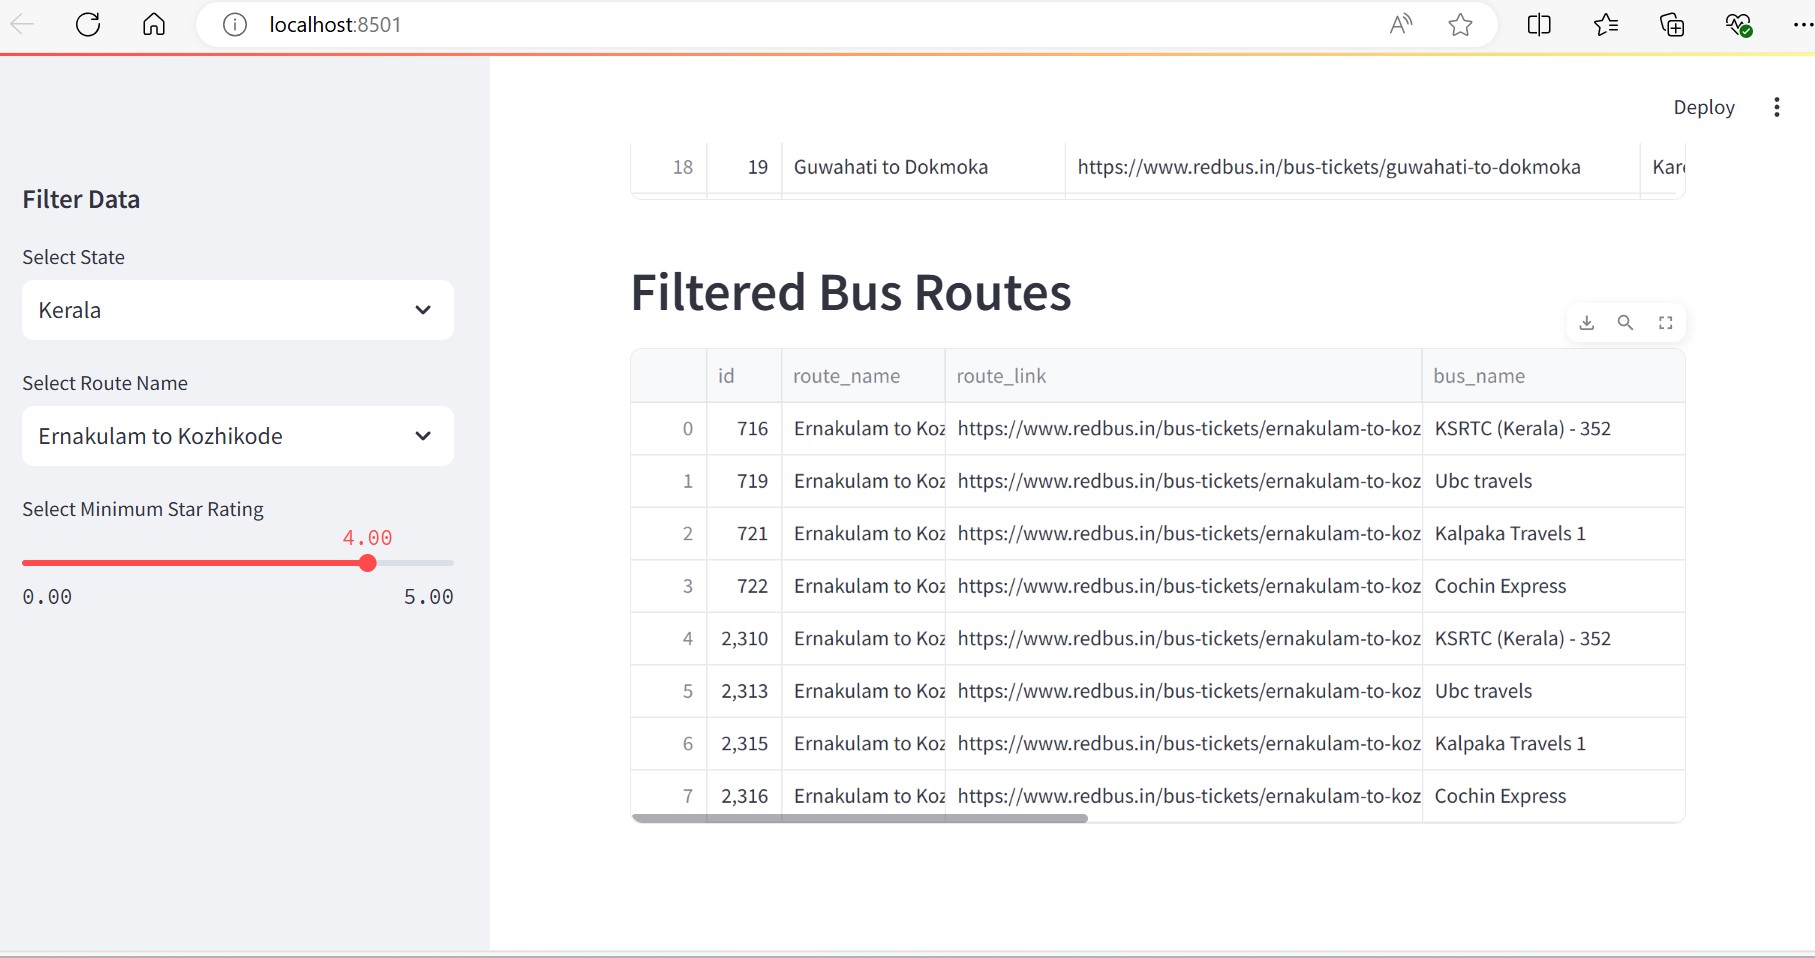 localhost:8501
Deploy
18 19 Guwahati to Dokmoka https://www.redbus.in/bus-tickets/guwahati-to-dokmoka
Filter Data
Select State
Kerala
Select Route Name
Ernakulam to Kozhikode
Select Minimum Star Rating
4.00
0.00 5.00
Filtered Bus Routes
id route_name route_link bus_name
0 716 Ernakulam to Koz https://www.redbus.in/bus-tickets/ernakulam-to-koz KSRTC (Kerala) - 352
1 719 Ernakulam to Koz https://www.redbus.in/bus-tickets/ernakulam-to-koz Ubc travels
2 721 Ernakulam to Koz https://www.redbus.in/bus-tickets/ernakulam-to-koz Kalpaka Travels 1
3 722 Ernakulam to Koz https://www.redbus.in/bus-tickets/ernakulam-to-koz Cochin Express
4 2,310 Ernakulam to Koz https://www.redbus.in/bus-tickets/ernakulam-to-koz KSRTC (Kerala) - 352
5 2,313 Ernakulam to Koz https://www.redbus.in/bus-tickets/ernakulam-to-koz Ubc travels
6 2,315 Ernakulam to Koz https://www.redbus.in/bus-tickets/ernakulam-to-koz Kalpaka Travels 1
7 2,316 Ernakulam to Koz https://www.redbus.in/bus-tickets/ernakulam-to-koz Cochin Express